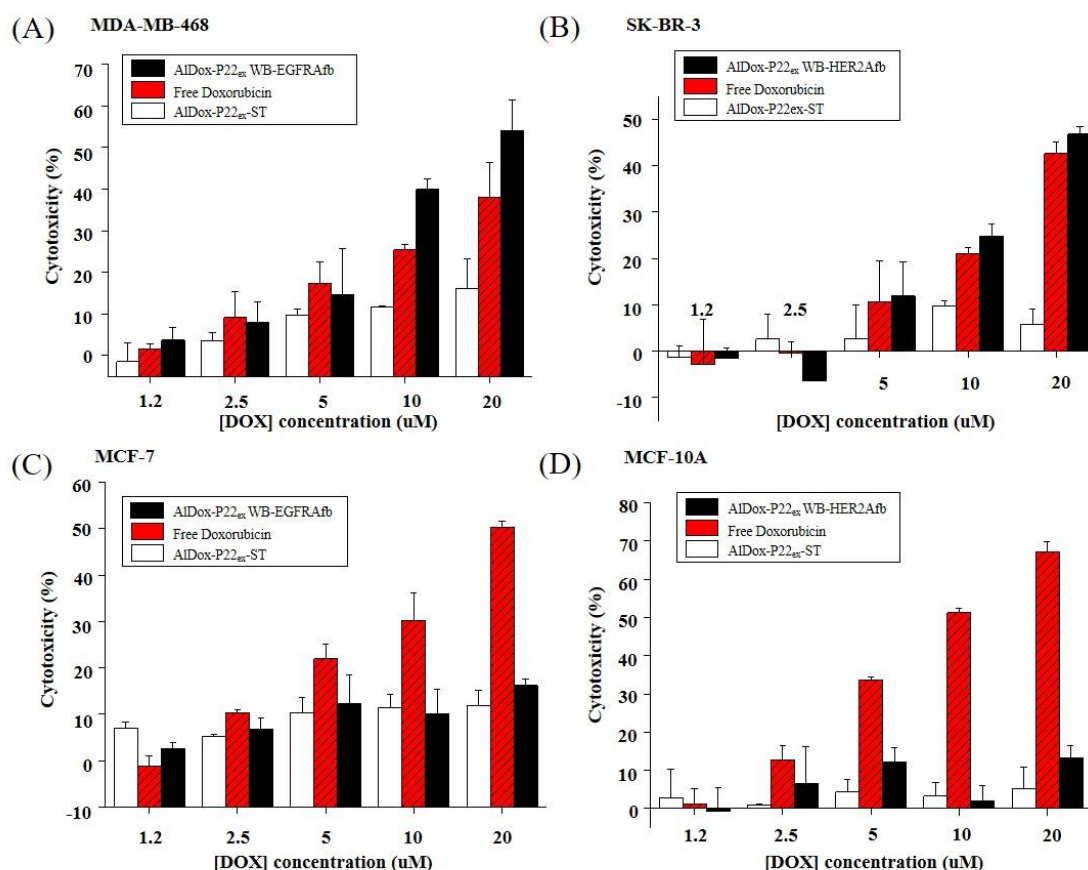 (A) MDA-MB-468
AlDox-P22ex WB-EGFRAfb
Free Doxorubicin
AlDox-P22ex-ST
Cytotoxicity (%)
70
60
50
40
30
20
10
0
1.2 2.5 5 10 20
[DOX] concentration (uM)
(B) SK-BR-3
AlDox-P22ex WB-HER2Afb
Free Doxorubicin
AlDox-P22ex-ST
Cytotoxicity (%)
50
40
30
20
10
0
-10
1.2 2.5 5 10 20
[DOX] concentration (uM)
(C) MCF-7
AlDox-P22ex WB-EGFRAfb
Free Doxorubicin
AlDox-P22ex-ST
Cytotoxicity (%)
60
50
40
30
20
10
0
-10
1.2 2.5 5 10 20
[DOX] concentration (uM)
(D) MCF-10A
AlDox-P22ex WB-HER2Afb
Free Doxorubicin
AlDox-P22ex-ST
Cytotoxicity (%)
80
70
60
50
40
30
20
10
0
1.2 2.5 5 10 20
[DOX] concentration (uM)